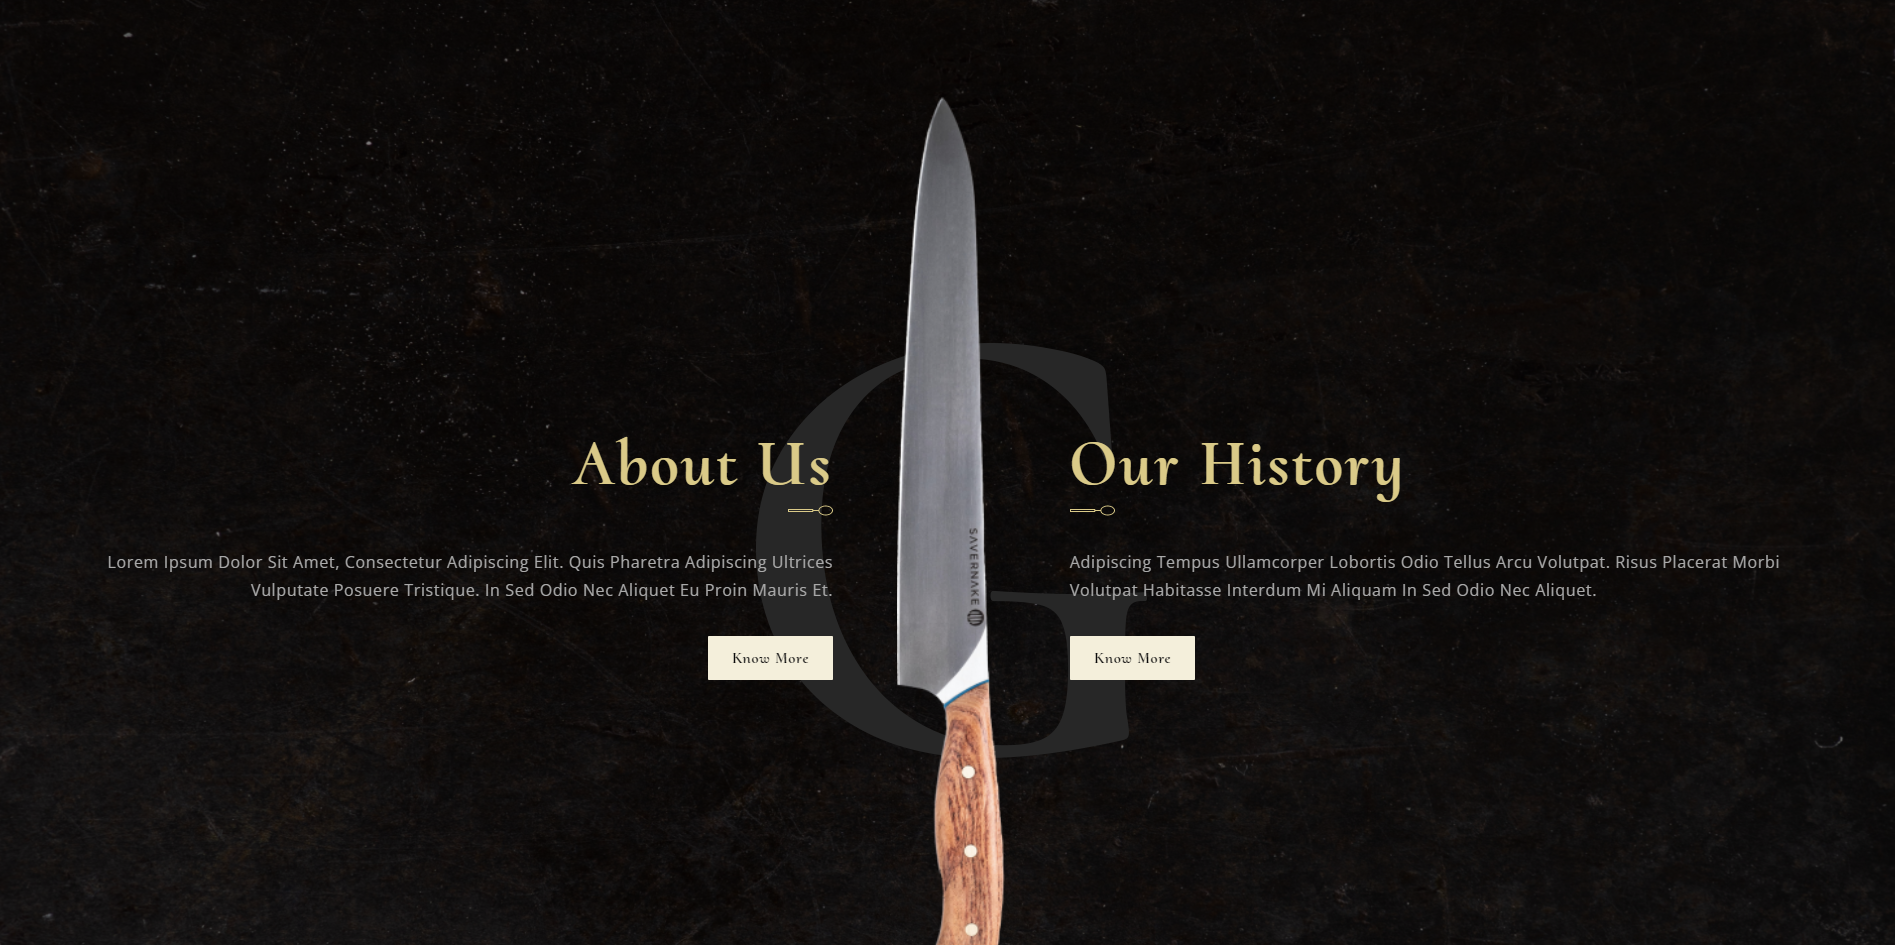 About Us
Lorem Ipsum Dolor Sit Amet, Consectetur Adipiscing Elit. Quis Pharetra Adipiscing Ultrices
Vulputate Posuere Tristique. In Sed Odio Nec Aliquet Eu Proin Mauris Et.
Know More
G
SAVERNAKE
Our History
Adipiscing Tempus Ullamcorper Lobortis Odio Tellus Arcu Volutpat. Risus Placerat Morbi
Volutpat Habitasse Interdum Mi Aliquam In Sed Odio Nec Aliquet.
Know More